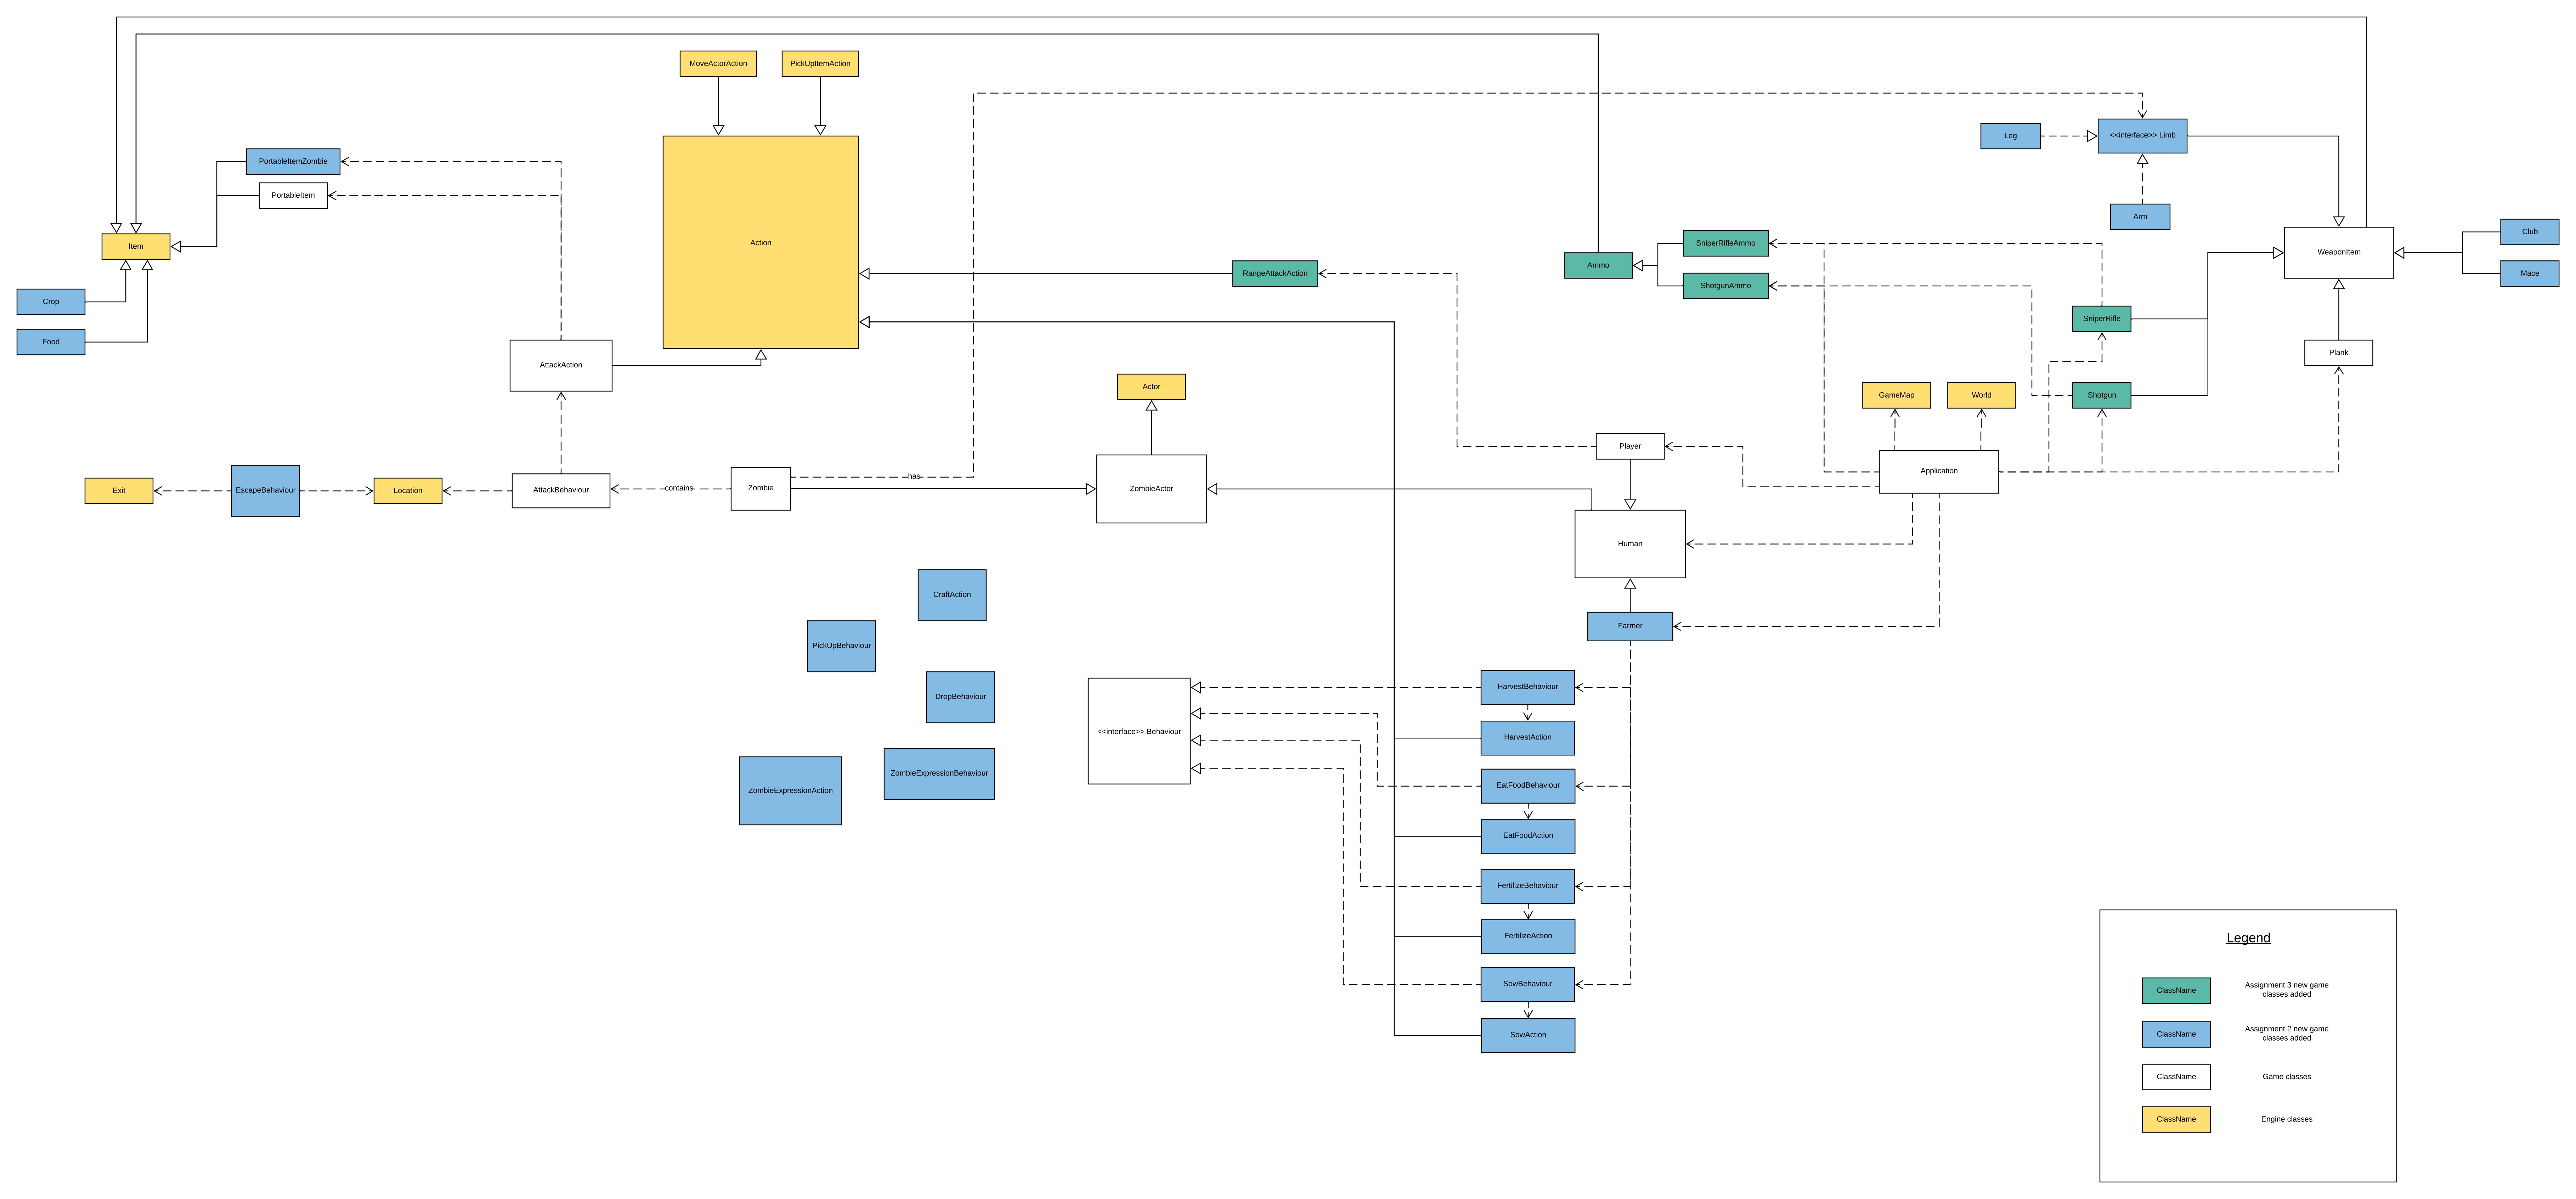 MoveActorAction
PickUpItemAction
PortableItemZombie
PortableItem
Item
Crop
Food
Action
AttackAction
RangeAttackAction
Ammo
SniperRifleAmmo
ShotgunAmmo
Leg
<<interface>> Limb
Arm
WeaponItem
Club
Mace
SniperRifle
Plank
Shotgun
GameMap
World
Actor
Player
Application
Exit
EscapeBehaviour
Location
AttackBehaviour
contains
Zombie
has
ZombieActor
Human
Farmer
CraftAction
PickUpBehaviour
DropBehaviour
ZombieExpressionBehaviour
ZombieExpressionAction
<<interface>> Behaviour
HarvestBehaviour
HarvestAction
EatFoodBehaviour
EatFoodAction
FertilizeBehaviour
FertilizeAction
SowBehaviour
SowAction
Legend
ClassName
Assignment 3 new game
classes added
ClassName
Assignment 2 new game
classes added
ClassName
Game classes
ClassName
Engine classes